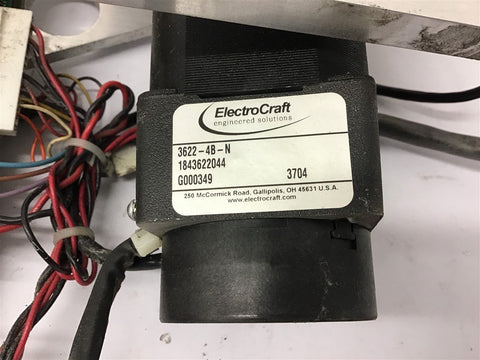 ElectroCraft
engineered solutions
3622-4B-N
1843622044
G000349 3704
250 McCormick Road, Gallipolis, OH 45631 U.S.A.
www.electrocraft.com